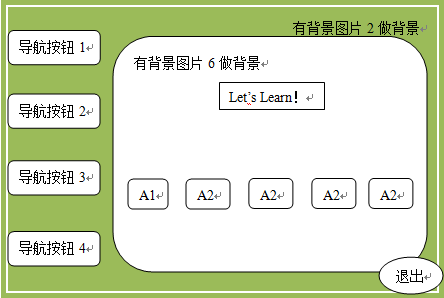 有背景图片 2 做背景
导航按钮 1
有背景图片 6 做背景
Let's Learn！
导航按钮 2
导航按钮 3
A1
A2
A2
A2
A2
导航按钮 4
退出